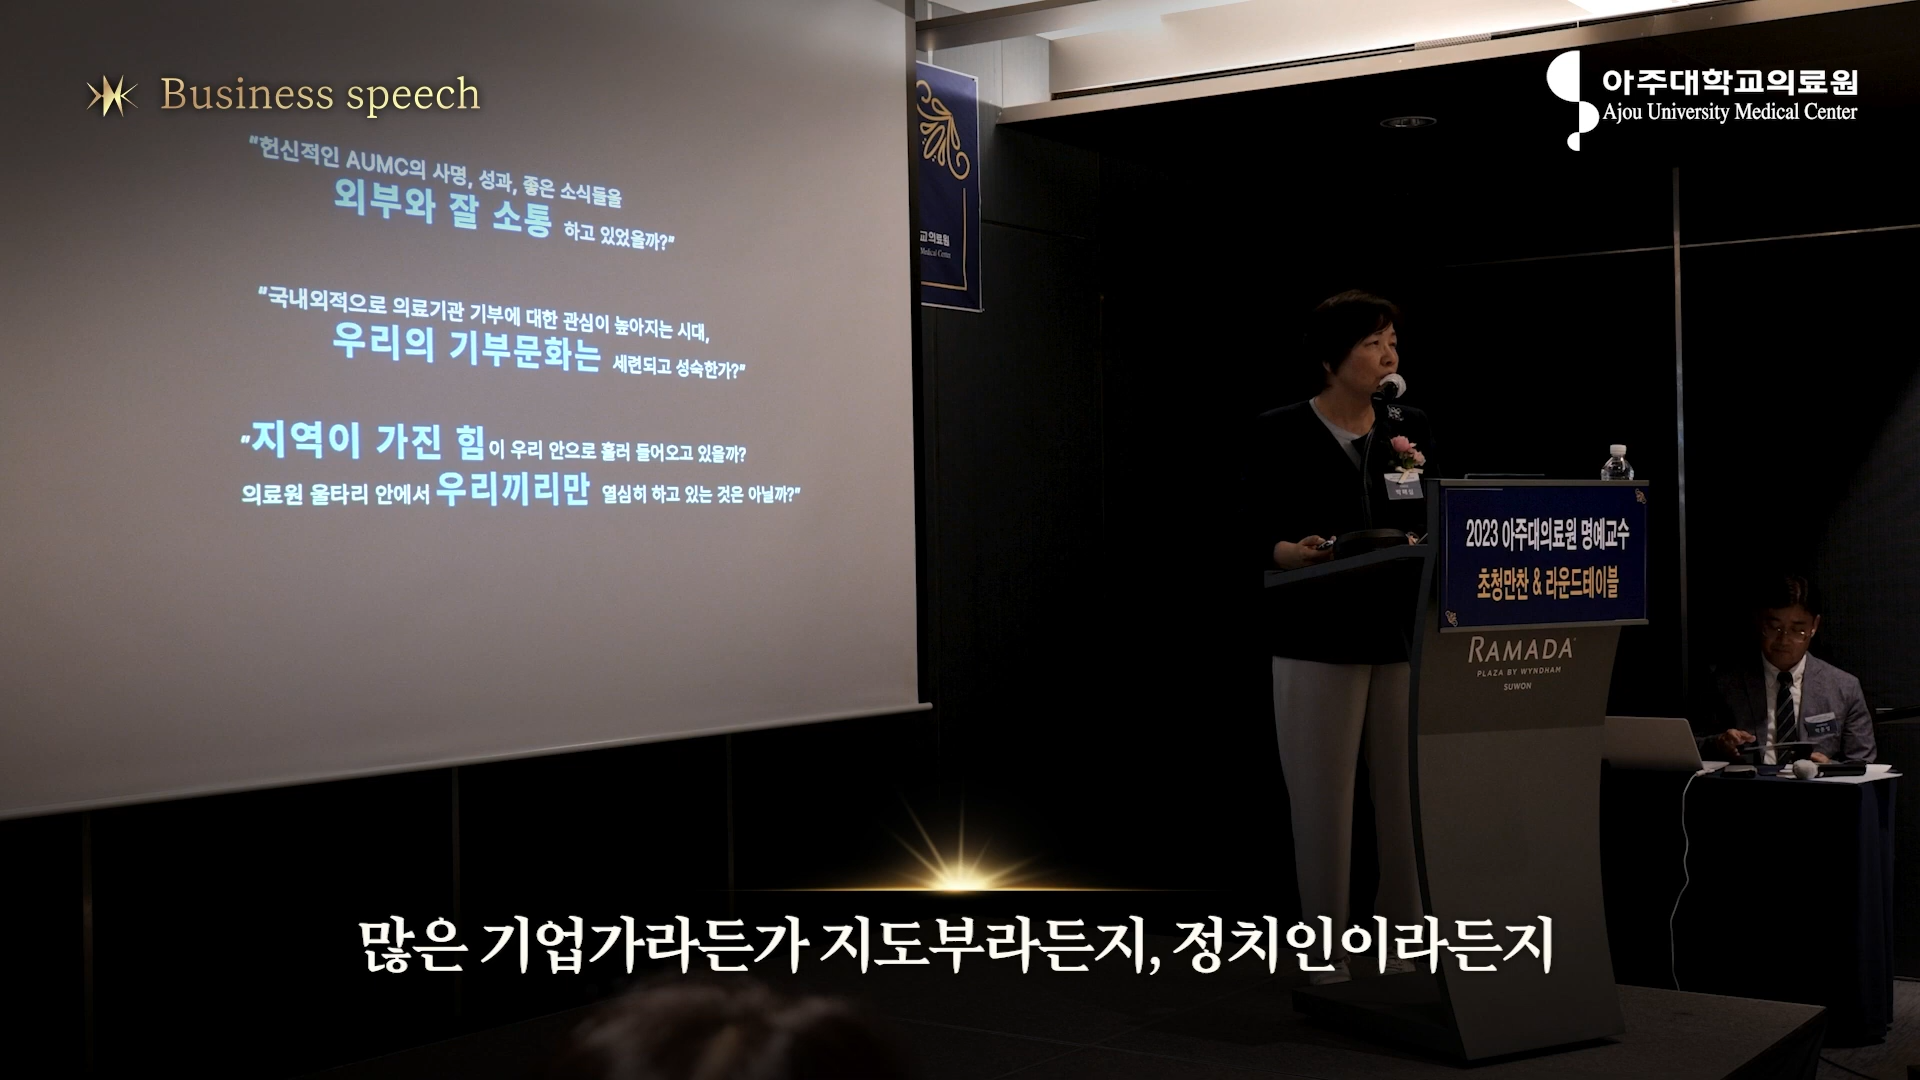 Business speech
아주대학교의료원
Ajou University Medical Center
"헌신적인 AUMC의 사명, 성과, 좋은 소식들을
외부와 잘 소통 하고 있었을까?"
"국내외적으로 의료기관 기부에 대한 관심이 높아지는 시대,
우리의 기부문화는 세련되고 성숙한가?"
"지역이 가진 힘이 우리 안으로 흘러 들어오고 있을까?
의료원 울타리 안에서 우리끼리만 열심히 하고 있는 것은 아닐까?"
교의료원
Medical Center
2023 아주대의료원 명예교수
초청만찬 & 라운드테이블
RAMADA
PLAZA BY WYNDHAM
SUWON
많은 기업가라든가 지도부라든지, 정치인이라든지